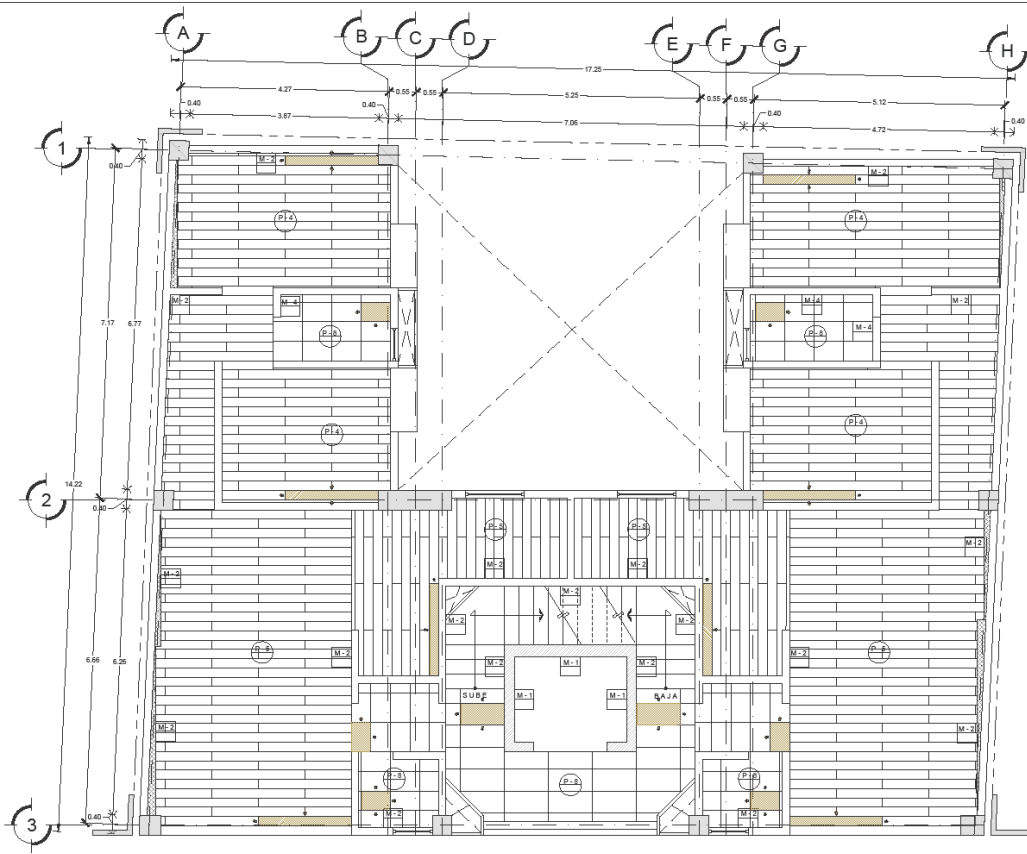 A B C D E F G H
17.25
4.27 0.55 0.55 5.25 0.55 0.55 5.12
0.40 3.87 0.40 7.05 0.40 4.72 0.40
1
0.40
M-2 M-2
P-4 P-4
M-2 M-4 M-4 M-2
P-8 P-8 M-4
7.17 6.77
P-4 P-4
14.22
2
0.40
P-5 P-5
M-2 M-2 M-2
M-2 M-2 M-2
M-2 M-2
6.66 6.26
P-5 M-2 M-2 M-1 M-2 M-2 P-5
SUBE M-1 M-1 BAJA
M-2 M-2
P-8 P-8 P-8
M-2 M-2
0.40
3